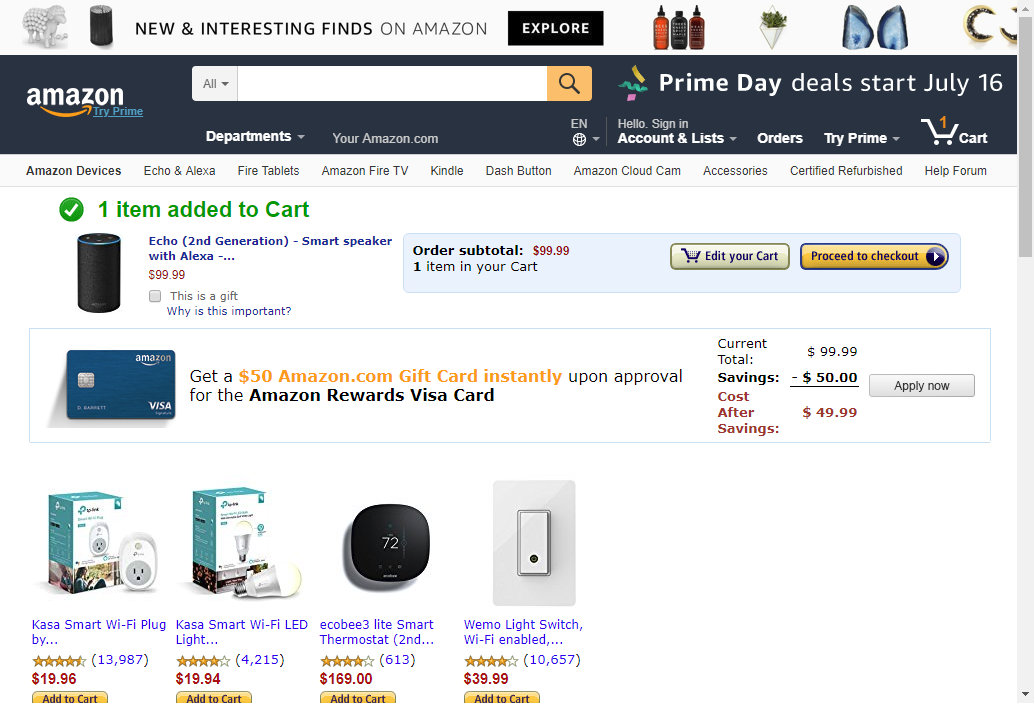 NEW & INTERESTING FINDS ON AMAZON EXPLORE
All
Prime Day deals start July 16
amazon
Try Prime
Departments
Your Amazon.com
EN
Hello. Sign in
Account & Lists
Orders
Try Prime
1
Cart
Amazon Devices Echo & Alexa Fire Tablets Amazon Fire TV Kindle Dash Button Amazon Cloud Cam Accessories Certified Refurbished Help Forum
1 item added to Cart
Echo (2nd Generation) - Smart speaker
with Alexa -...
$99.99
This is a gift
Why is this important?
Order subtotal: $99.99
1 item in your Cart
Edit your Cart
Proceed to checkout
amazon
D. BARRETT
VISA
Signature
Get a $50 Amazon.com Gift Card instantly upon approval
for the Amazon Rewards Visa Card
Current
Total:
$ 99.99
Savings: - $ 50.00
Cost
After
Savings:
$ 49.99
Apply now
tp-link
tp-link
72
ecobee
Kasa Smart Wi-Fi Plug
by...
(13,987)
$19.96
Add to Cart
Kasa Smart Wi-Fi LED
Light...
(4,215)
$19.94
Add to Cart
ecobee3 lite Smart
Thermostat (2nd...
(613)
$169.00
Add to Cart
Wemo Light Switch,
Wi-Fi enabled,...
(10,657)
$39.99
Add to Cart